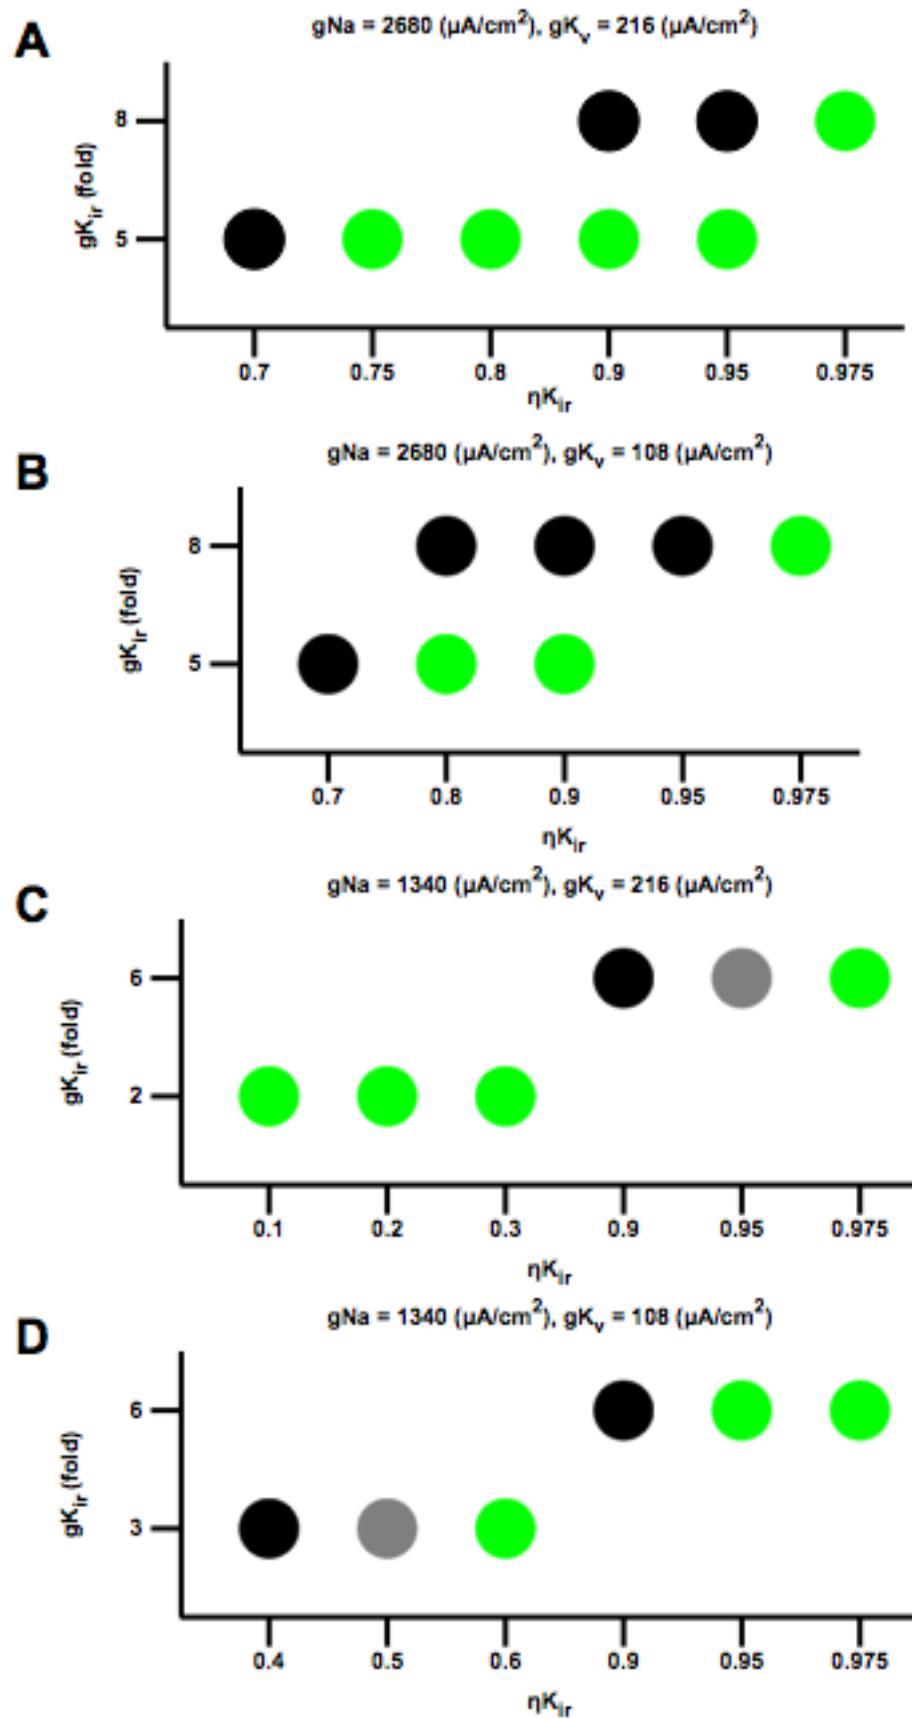 A
gNa = 2680 (µA/cm²), gKᵥ = 216 (µA/cm²)
gKir (fold)
8
5
0.7 0.75 0.8 0.9 0.95 0.975
ηKir
B
gNa = 2680 (µA/cm²), gKᵥ = 108 (µA/cm²)
gKir (fold)
8
5
0.7 0.8 0.9 0.95 0.975
ηKir
C
gNa = 1340 (µA/cm²), gKᵥ = 216 (µA/cm²)
gKir (fold)
6
2
0.1 0.2 0.3 0.9 0.95 0.975
ηKir
D
gNa = 1340 (µA/cm²), gKᵥ = 108 (µA/cm²)
gKir (fold)
6
3
0.4 0.5 0.6 0.9 0.95 0.975
ηKir